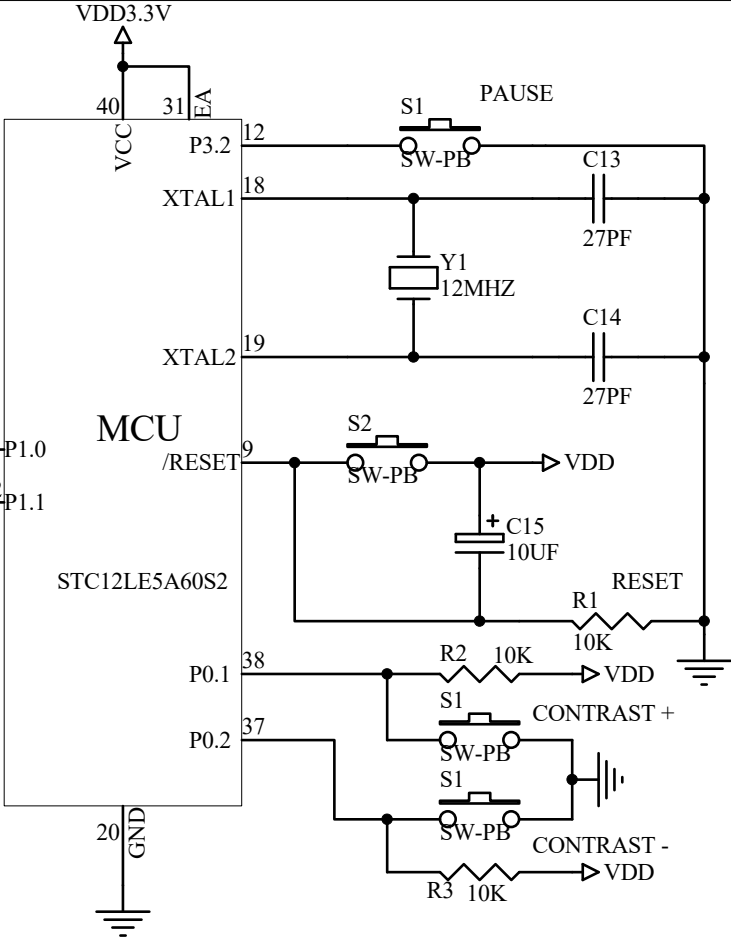 VDD3.3V
40
31
EA
VCC
P3.2
12
S1
PAUSE
SW-PB
C13
27PF
XTAL1
18
Y1
12MHZ
C14
27PF
XTAL2
19
MCU
P1.0
P1.1
/RESET
9
S2
SW-PB
VDD
C15
10UF
STC12LE5A60S2
RESET
R1
10K
P0.1
38
R2
10K
VDD
S1
CONTRAST +
SW-PB
P0.2
37
S1
SW-PB
CONTRAST -
R3
10K
VDD
20
GND